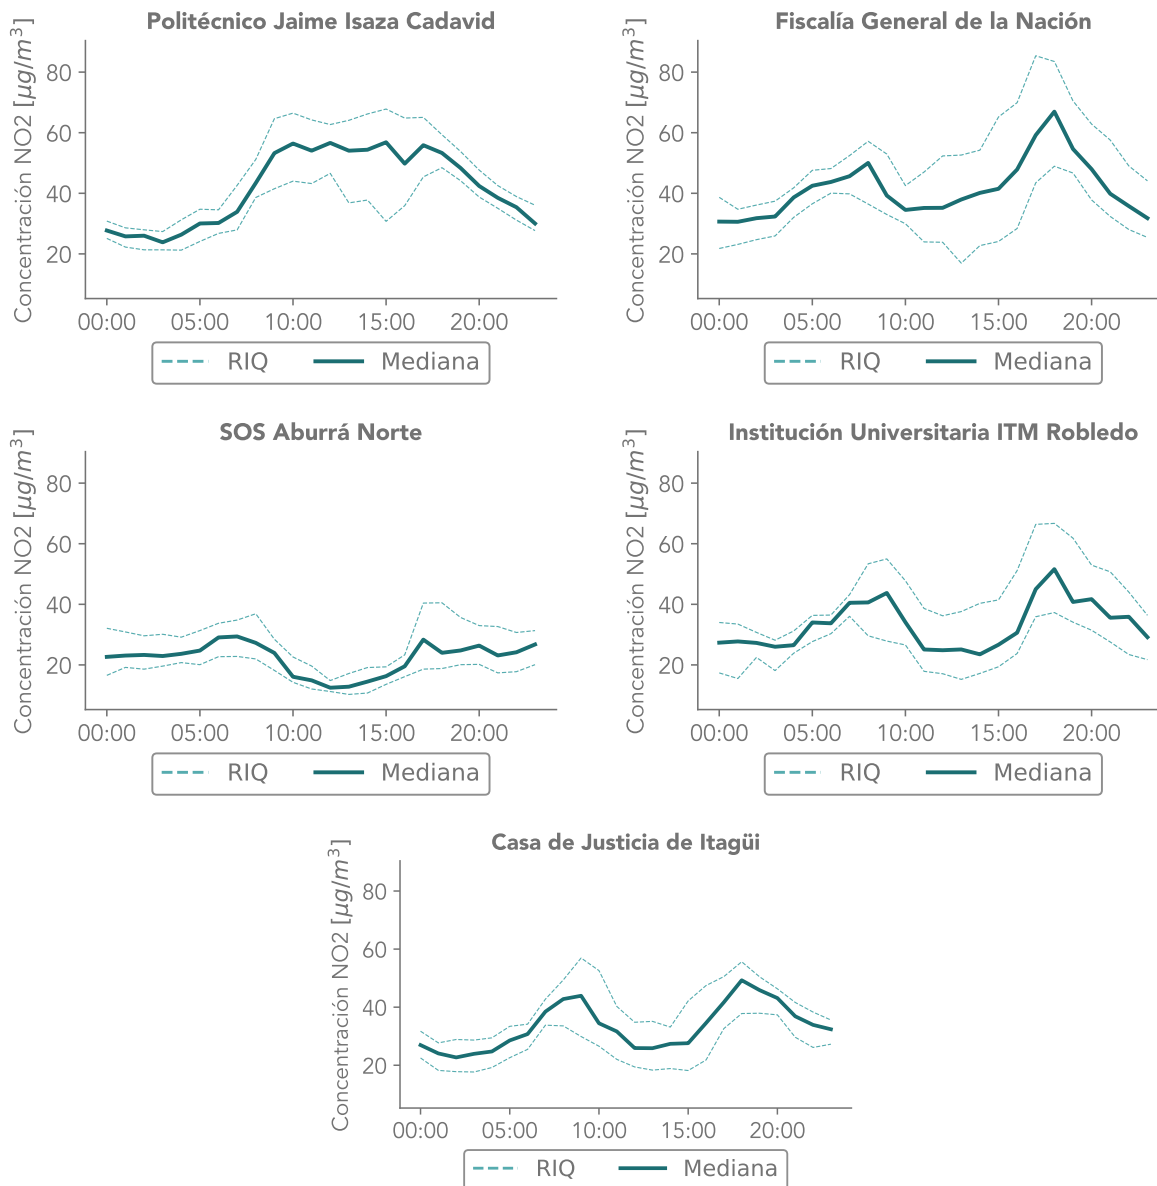 Politécnico Jaime Isaza Cadavid
Concentración NO2 [μg/m³]
80
60
40
20
00:00 05:00 10:00 15:00 20:00
RIQ Mediana
Fiscalía General de la Nación
Concentración NO2 [μg/m³]
80
60
40
20
00:00 05:00 10:00 15:00 20:00
RIQ Mediana
SOS Aburrá Norte
Concentración NO2 [μg/m³]
80
60
40
20
00:00 05:00 10:00 15:00 20:00
RIQ Mediana
Institución Universitaria ITM Robledo
Concentración NO2 [μg/m³]
80
60
40
20
00:00 05:00 10:00 15:00 20:00
RIQ Mediana
Casa de Justicia de Itagüi
Concentración NO2 [μg/m³]
80
60
40
20
00:00 05:00 10:00 15:00 20:00
RIQ Mediana